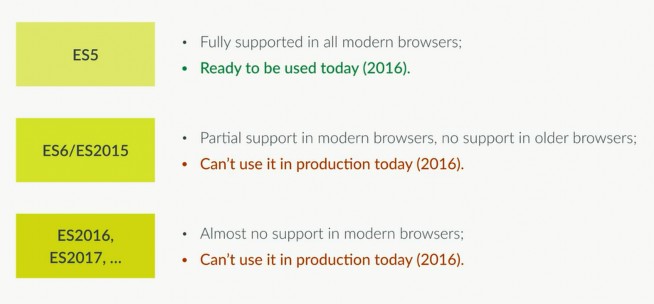 ES5
• Fully supported in all modern browsers;
• Ready to be used today (2016).
ES6/ES2015
• Partial support in modern browsers, no support in older browsers;
• Can’t use it in production today (2016).
ES2016,
ES2017, ...
• Almost no support in modern browsers;
• Can’t use it in production today (2016).